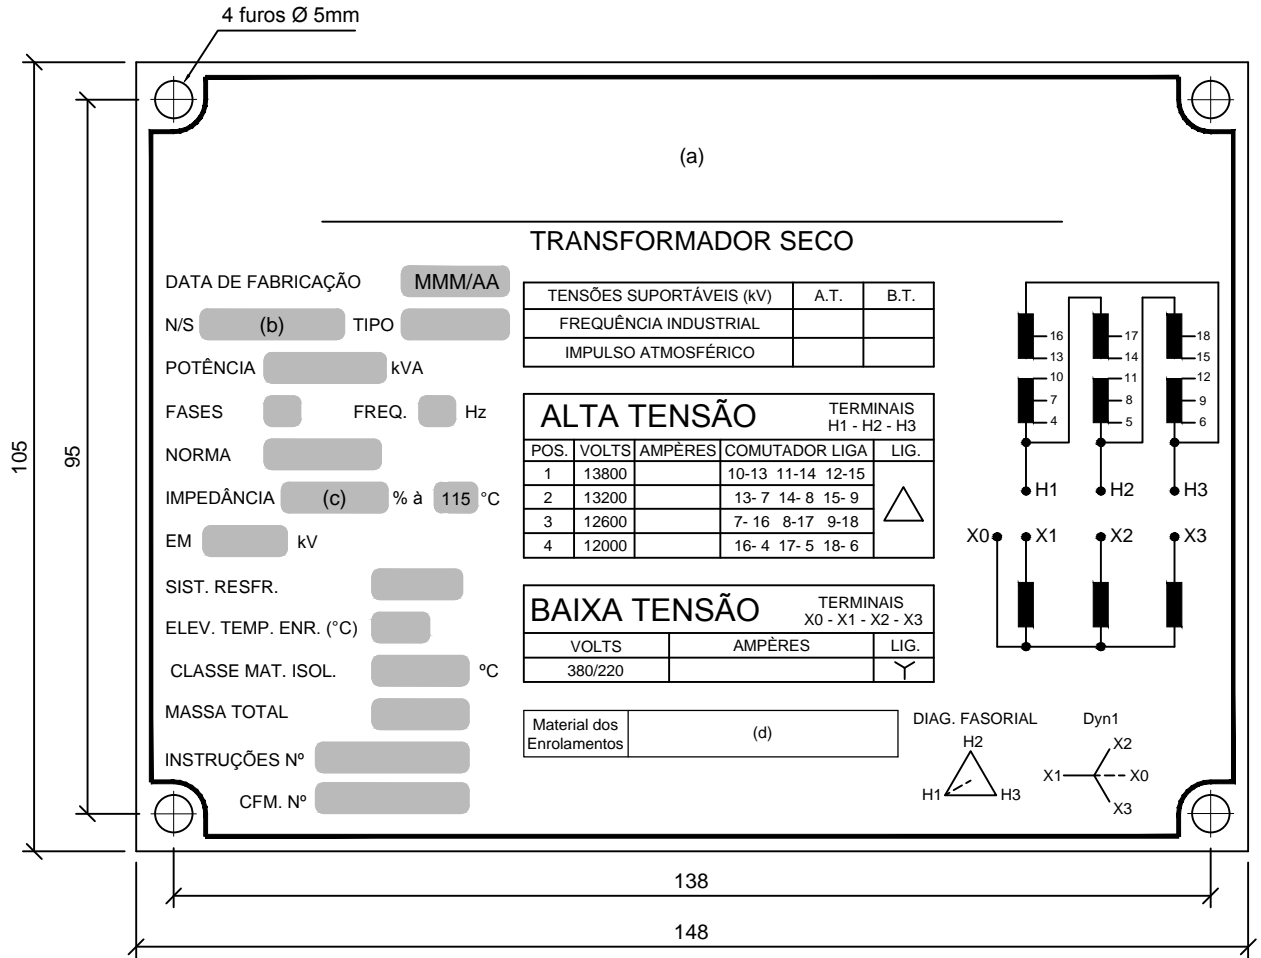 4 furos Ø 5mm
(a)
TRANSFORMADOR SECO
DATA DE FABRICAÇÃO MMM/AA
N/S (b) TIPO
POTÊNCIA kVA
FASES FREQ. Hz
NORMA
IMPEDÂNCIA (c) % à 115 °C
EM kV
SIST. RESFR.
ELEV. TEMP. ENR. (°C)
CLASSE MAT. ISOL. ºC
MASSA TOTAL
INSTRUÇÕES Nº
CFM. Nº
TENSÕES SUPORTÁVEIS (kV) A.T. B.T.
FREQUÊNCIA INDUSTRIAL
IMPULSO ATMOSFÉRICO
ALTA TENSÃO TERMINAIS
H1 - H2 - H3
POS. VOLTS AMPÈRES COMUTADOR LIGA LIG.
1 13800 10-13 11-14 12-15
2 13200 13- 7 14- 8 15- 9
3 12600 7- 16 8-17 9-18
4 12000 16- 4 17- 5 18- 6
BAIXA TENSÃO TERMINAIS
X0 - X1 - X2 - X3
VOLTS AMPÈRES LIG.
380/220
Material dos
Enrolamentos
(d)
16 17 18
13 14 15
10 11 12
7 8 9
4 5 6
H1 H2 H3
X0 X1 X2 X3
DIAG. FASORIAL Dyn1
H2
H1 H3
X2
X1 X0
X3
105
95
138
148